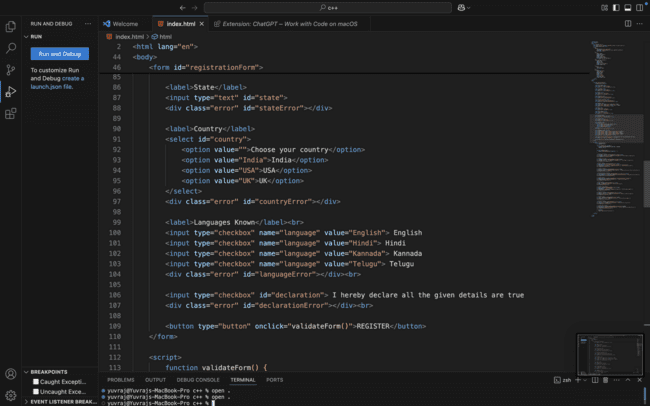 c++
Welcome
index.html
Extension: ChatGPT — Work with Code on macOS
RUN AND DEBUG
index.html > html
RUN
Run and Debug
To customize Run
and Debug create a
launch.json file.
2 <html lang="en">
44 <body>
46 <form id="registrationForm">
85
86 <label>State</label>
87 <input type="text" id="state">
88 <div class="error" id="stateError"></div>
89
90 <label>Country</label>
91 <select id="country">
92 <option value="">Choose your country</option>
93 <option value="India">India</option>
94 <option value="USA">USA</option>
95 <option value="UK">UK</option>
96 </select>
97 <div class="error" id="countryError"></div>
98
99 <label>Languages Known</label><br>
100 <input type="checkbox" name="language" value="English"> English
101 <input type="checkbox" name="language" value="Hindi"> Hindi
102 <input type="checkbox" name="language" value="Kannada"> Kannada
103 <input type="checkbox" name="language" value="Telugu"> Telugu
104 <div class="error" id="languageError"></div><br>
105
106 <input type="checkbox" id="declaration"> I hereby declare all the given details are true
107 <div class="error" id="declarationError"></div><br>
108
109 <button type="button" onclick="validateForm()">REGISTER</button>
110 </form>
111
112 <script>
113 function validateForm() {
BREAKPOINTS
Caught Excepti...
Uncaught Exce...
EVENT LISTENER BREAK...
PROBLEMS OUTPUT DEBUG CONSOLE TERMINAL PORTS
zsh
yuvraj@Yuvrajs-MacBook-Pro c++ % open .
yuvraj@Yuvrajs-MacBook-Pro c++ % open .
yuvraj@Yuvrajs-MacBook-Pro c++ %